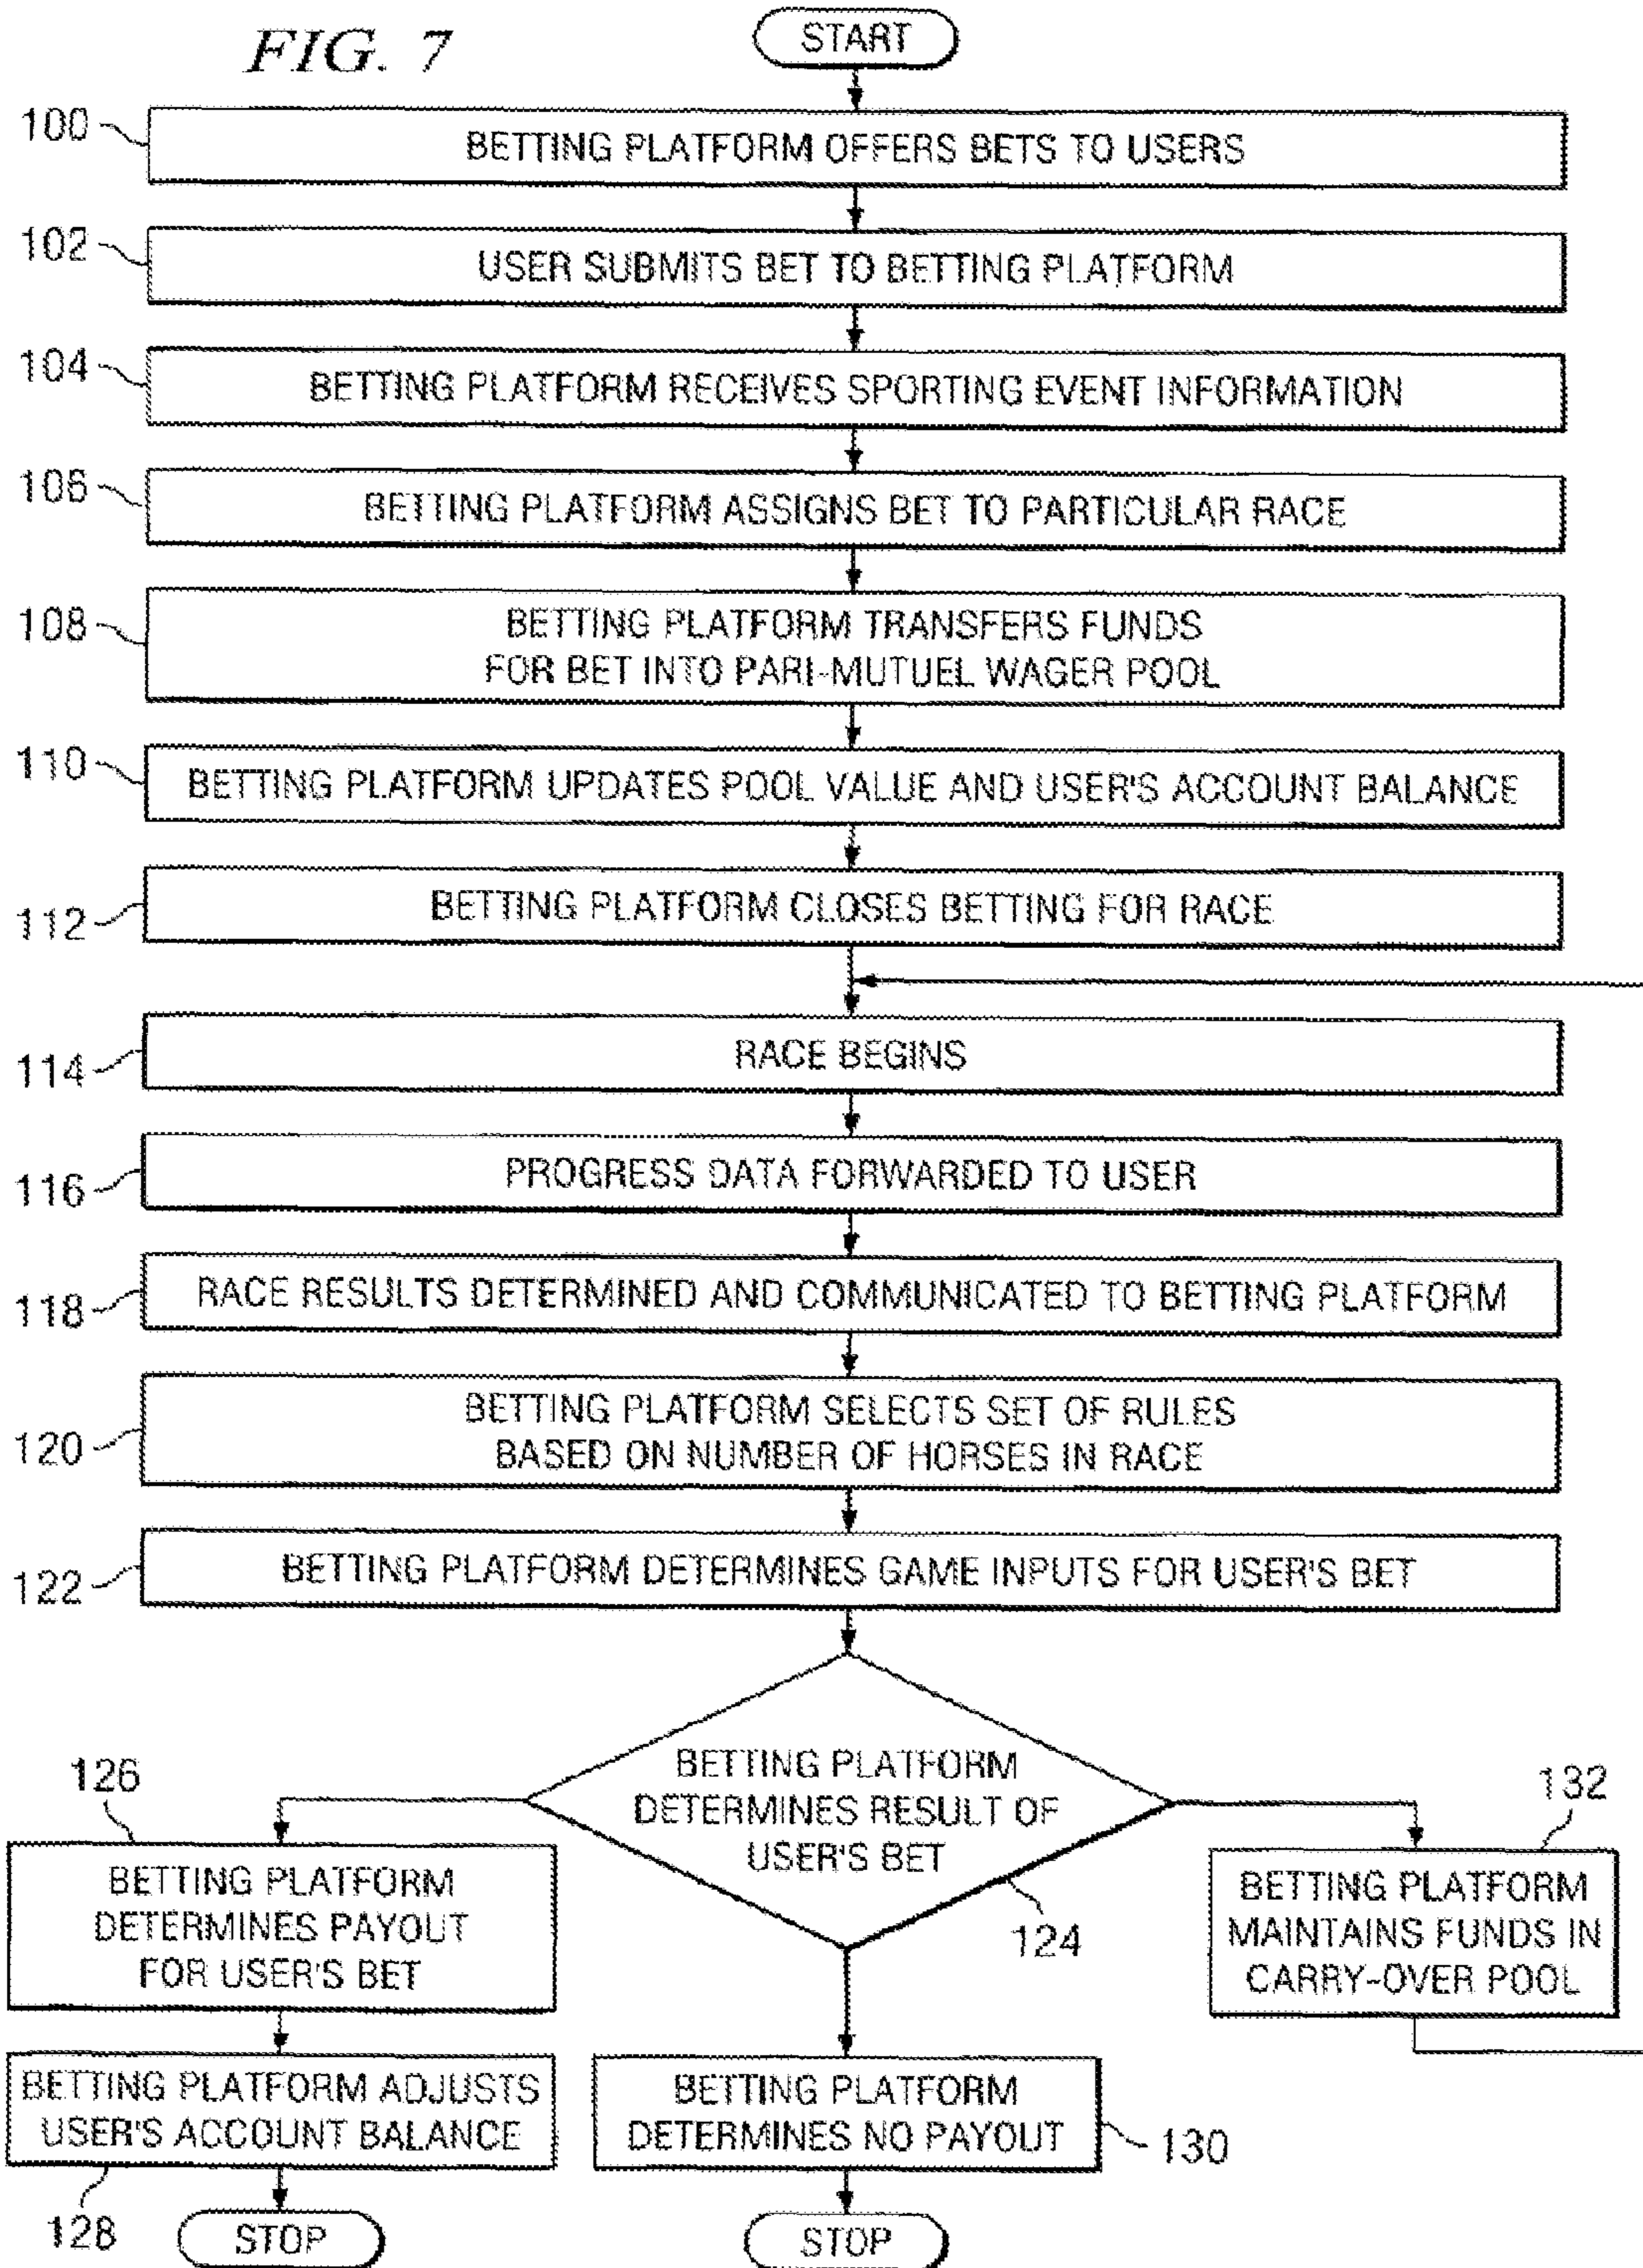 FIG. 7
START
100
BETTING PLATFORM OFFERS BETS TO USERS
102
USER SUBMITS BET TO BETTING PLATFORM
104
BETTING PLATFORM RECEIVES SPORTING EVENT INFORMATION
106
BETTING PLATFORM ASSIGNS BET TO PARTICULAR RACE
108
BETTING PLATFORM TRANSFERS FUNDS
FOR BET INTO PARI-MUTUEL WAGER POOL
110
BETTING PLATFORM UPDATES POOL VALUE AND USER'S ACCOUNT BALANCE
112
BETTING PLATFORM CLOSES BETTING FOR RACE
114
RACE BEGINS
116
PROGRESS DATA FORWARDED TO USER
118
RACE RESULTS DETERMINED AND COMMUNICATED TO BETTING PLATFORM
120
BETTING PLATFORM SELECTS SET OF RULES
BASED ON NUMBER OF HORSES IN RACE
122
BETTING PLATFORM DETERMINES GAME INPUTS FOR USER'S BET
BETTING PLATFORM
DETERMINES RESULT OF
USER'S BET
124
126
BETTING PLATFORM
DETERMINES PAYOUT
FOR USER'S BET
132
BETTING PLATFORM
MAINTAINS FUNDS IN
CARRY-OVER POOL
BETTING PLATFORM ADJUSTS
USER'S ACCOUNT BALANCE
128
BETTING PLATFORM
DETERMINES NO PAYOUT
130
STOP
STOP